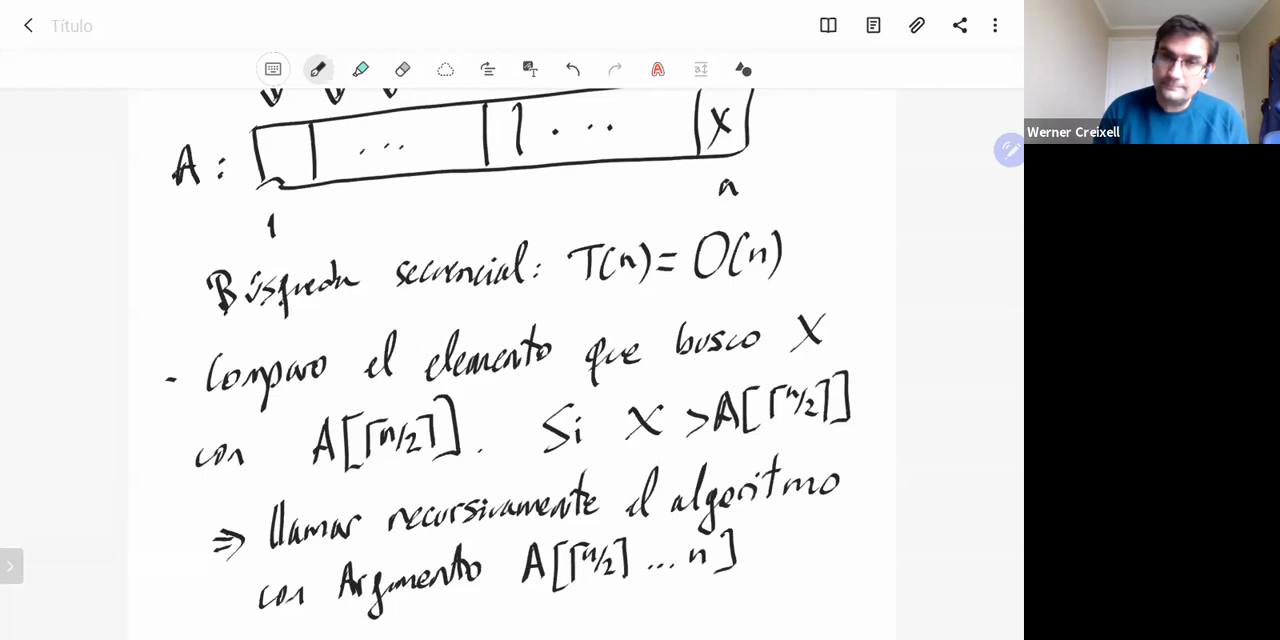 Título
A : ... ... X
1 n
Búsqueda secuencial: T(n) = O(n)
- Comparo el elemento que busco X
con A[⌈n/2⌉]. Si X > A[⌈n/2⌉]
⇒ llamar recursivamente el algoritmo
con Argumento A[⌈n/2⌉ ... n]
Werner Creixell